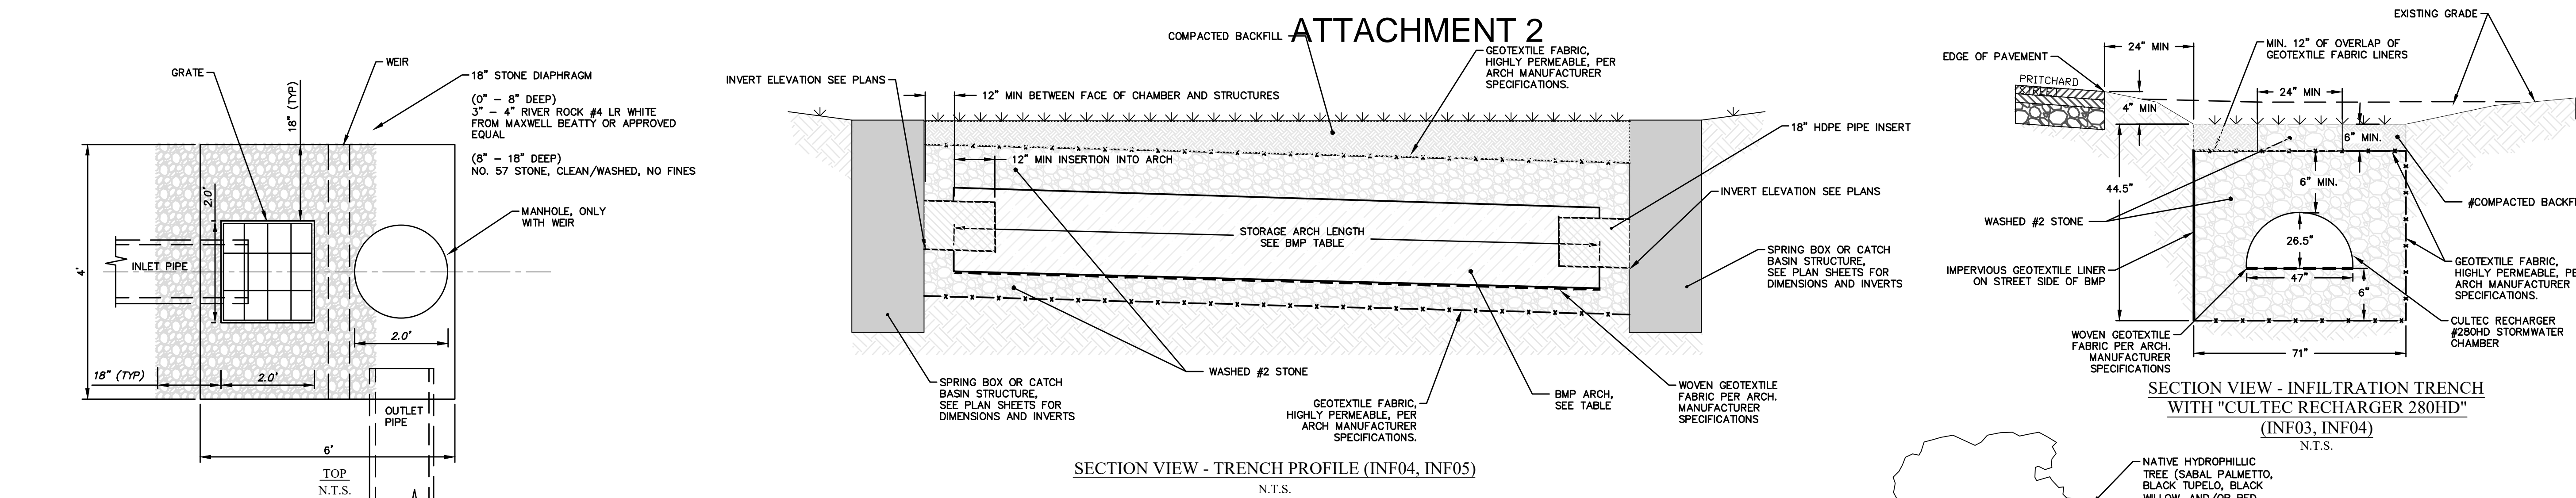 ATTACHMENT 2
GRATE
WEIR
18" (TYP)
18" STONE DIAPHRAGM
(0" - 8" DEEP)
3" - 4" RIVER ROCK #4 LR WHITE
FROM MAXWELL BEATTY OR APPROVED
EQUAL
(8" - 18" DEEP)
NO. 57 STONE, CLEAN/WASHED, NO FINES
2.0'
4'
INLET PIPE
MANHOLE, ONLY
WITH WEIR
2.0'
18" (TYP)
2.0'
OUTLET
PIPE
6'
TOP
N.T.S.
COMPACTED BACKFILL
GEOTEXTILE FABRIC,
HIGHLY PERMEABLE, PER
ARCH MANUFACTURER
SPECIFICATIONS.
INVERT ELEVATION SEE PLANS
12" MIN BETWEEN FACE OF CHAMBER AND STRUCTURES
18" HDPE PIPE INSERT
12" MIN INSERTION INTO ARCH
INVERT ELEVATION SEE PLANS
STORAGE ARCH LENGTH
SEE BMP TABLE
SPRING BOX OR CATCH
BASIN STRUCTURE,
SEE PLAN SHEETS FOR
DIMENSIONS AND INVERTS
WASHED #2 STONE
SPRING BOX OR CATCH
BASIN STRUCTURE,
SEE PLAN SHEETS FOR
DIMENSIONS AND INVERTS
GEOTEXTILE FABRIC,
HIGHLY PERMEABLE, PER
ARCH MANUFACTURER
SPECIFICATIONS.
BMP ARCH,
SEE TABLE
WOVEN GEOTEXTILE
FABRIC PER ARCH.
MANUFACTURER
SPECIFICATIONS
SECTION VIEW - TRENCH PROFILE (INF04, INF05)
N.T.S.
EXISTING GRADE
24" MIN
MIN. 12" OF OVERLAP OF
GEOTEXTILE FABRIC LINERS
EDGE OF PAVEMENT
PRITCHARD
24" MIN
4" MIN
6" MIN.
6" MIN.
44.5"
WASHED #2 STONE
#COMPACTED BACKF
26.5"
47"
6"
IMPERVIOUS GEOTEXTILE LINER
ON STREET SIDE OF BMP
GEOTEXTILE FABRIC,
HIGHLY PERMEABLE, PE
ARCH MANUFACTURER
SPECIFICATIONS.
CULTEC RECHARGER
#280HD STORMWATER
CHAMBER
WOVEN GEOTEXTILE
FABRIC PER ARCH.
MANUFACTURER
SPECIFICATIONS
71"
SECTION VIEW - INFILTRATION TRENCH
WITH "CULTEC RECHARGER 280HD"
(INF03, INF04)
N.T.S.
NATIVE HYDROPHILLIC
TREE (SABAL PALMETTO,
BLACK TUPELO, BLACK
WILLOW, AND/OR RED